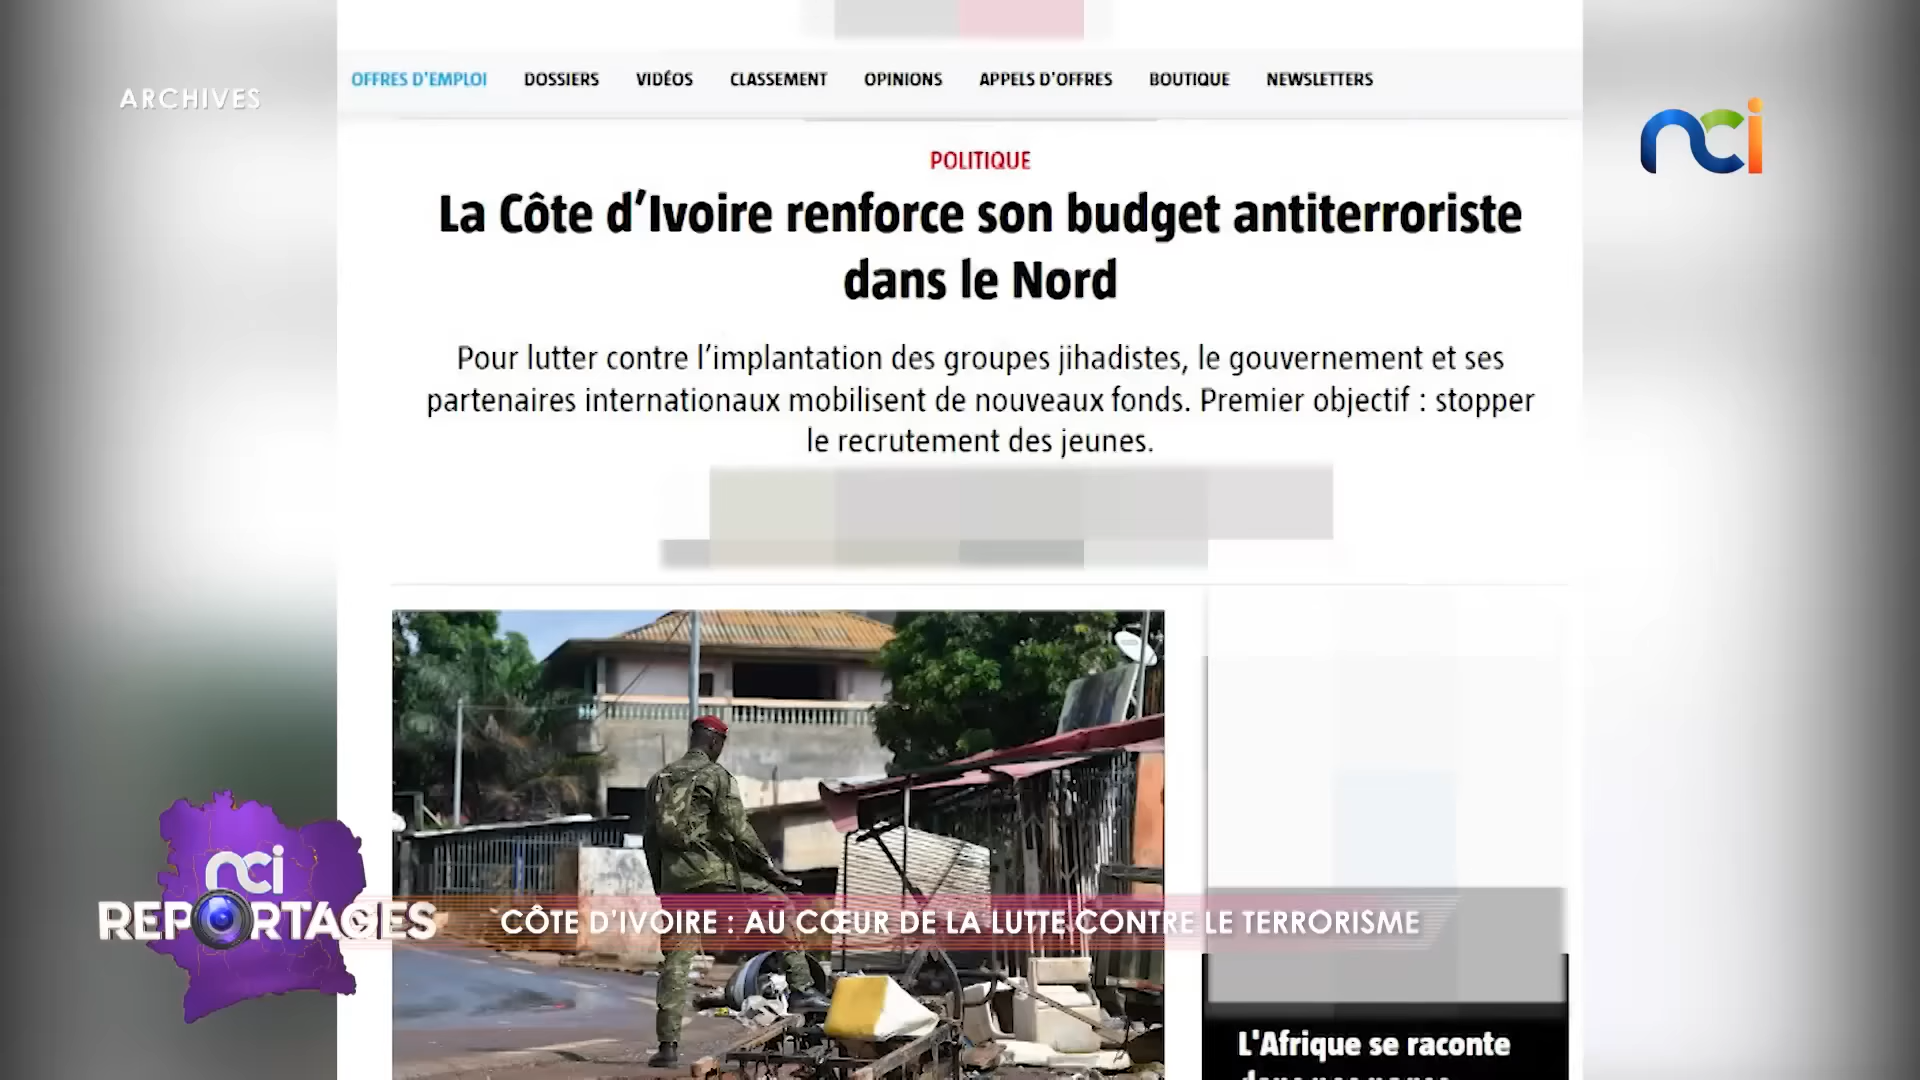 ARCHIVES
OFFRES D'EMPLOI DOSSIERS VIDÉOS CLASSEMENT OPINIONS APPELS D'OFFRES BOUTIQUE NEWSLETTERS
nci
POLITIQUE
La Côte d'Ivoire renforce son budget antiterroriste
dans le Nord
Pour lutter contre l'implantation des groupes jihadistes, le gouvernement et ses
partenaires internationaux mobilisent de nouveaux fonds. Premier objectif : stopper
le recrutement des jeunes.
nci
REPORTAGES
CÔTE D'IVOIRE : AU CŒUR DE LA LUTTE CONTRE LE TERRORISME
L'Afrique se raconte